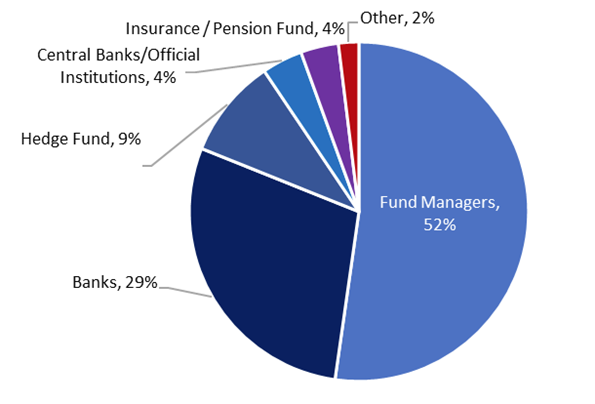 Other, 2%
Insurance / Pension Fund, 4%
Central Banks/Official
Institutions, 4%
Hedge Fund, 9%
Fund Managers,
52%
Banks, 29%